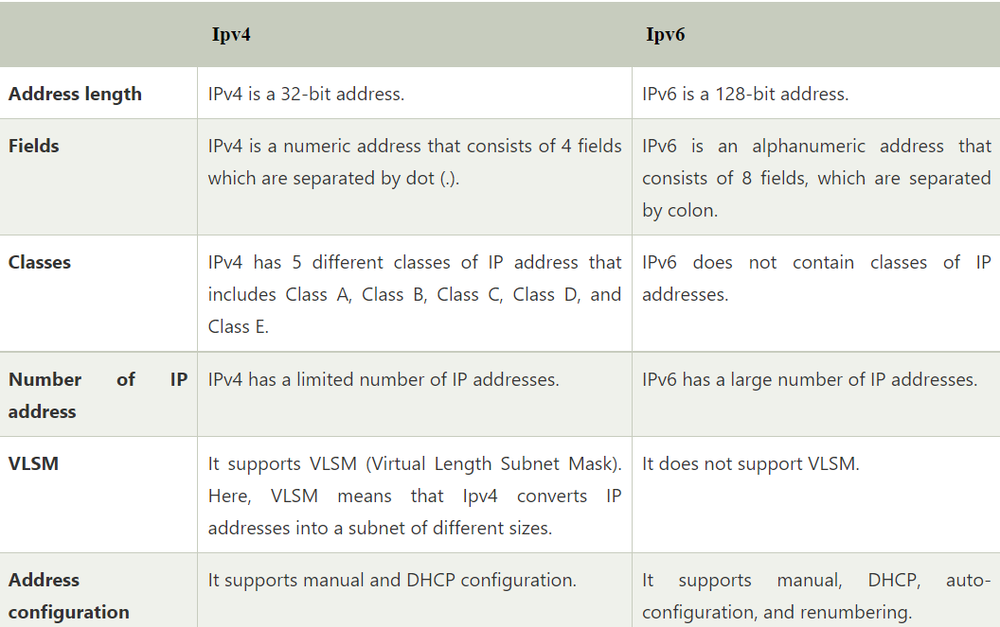 Ipv4 Ipv6
Address length IPv4 is a 32-bit address. IPv6 is a 128-bit address.
Fields IPv4 is a numeric address that consists of 4 fields IPv6 is an alphanumeric address that
which are separated by dot (.). consists of 8 fields, which are separated
by colon.
Classes IPv4 has 5 different classes of IP address that IPv6 does not contain classes of IP
includes Class A, Class B, Class C, Class D, and addresses.
Class E.
Number of IP IPv4 has a limited number of IP addresses. IPv6 has a large number of IP addresses.
address
VLSM It supports VLSM (Virtual Length Subnet Mask). It does not support VLSM.
Here, VLSM means that Ipv4 converts IP
addresses into a subnet of different sizes.
Address It supports manual and DHCP configuration. It supports manual, DHCP, auto-
configuration configuration, and renumbering.